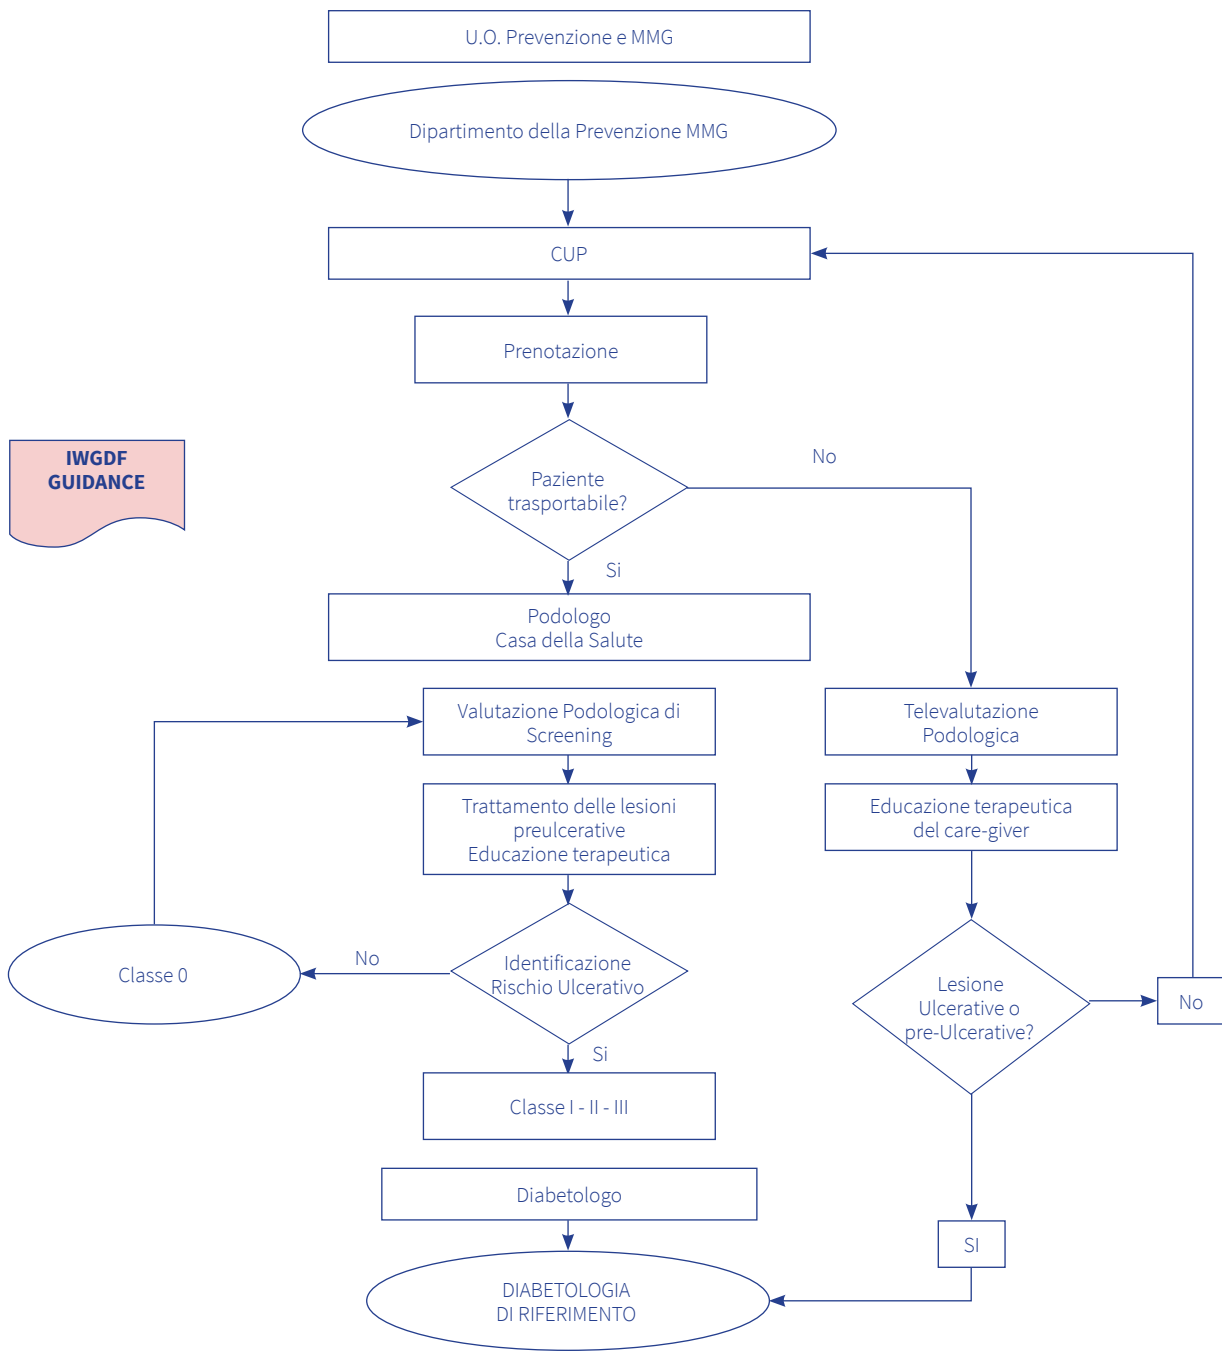 U.O. Prevenzione e MMG
Dipartimento della Prevenzione MMG
CUP
Prenotazione
IWGDF
GUIDANCE
Paziente
trasportabile?
No
Si
Podologo
Casa della Salute
Valutazione Podologica di
Screening
Televalutazione
Podologica
Trattamento delle lesioni
preulcerative
Educazione terapeutica
Educazione terapeutica
del care-giver
Classe 0
No
Identificazione
Rischio Ulcerativo
Lesione
Ulcerative o
pre-Ulcerative?
No
Si
Classe I - II - III
Diabetologo
SI
DIABETOLOGIA
DI RIFERIMENTO